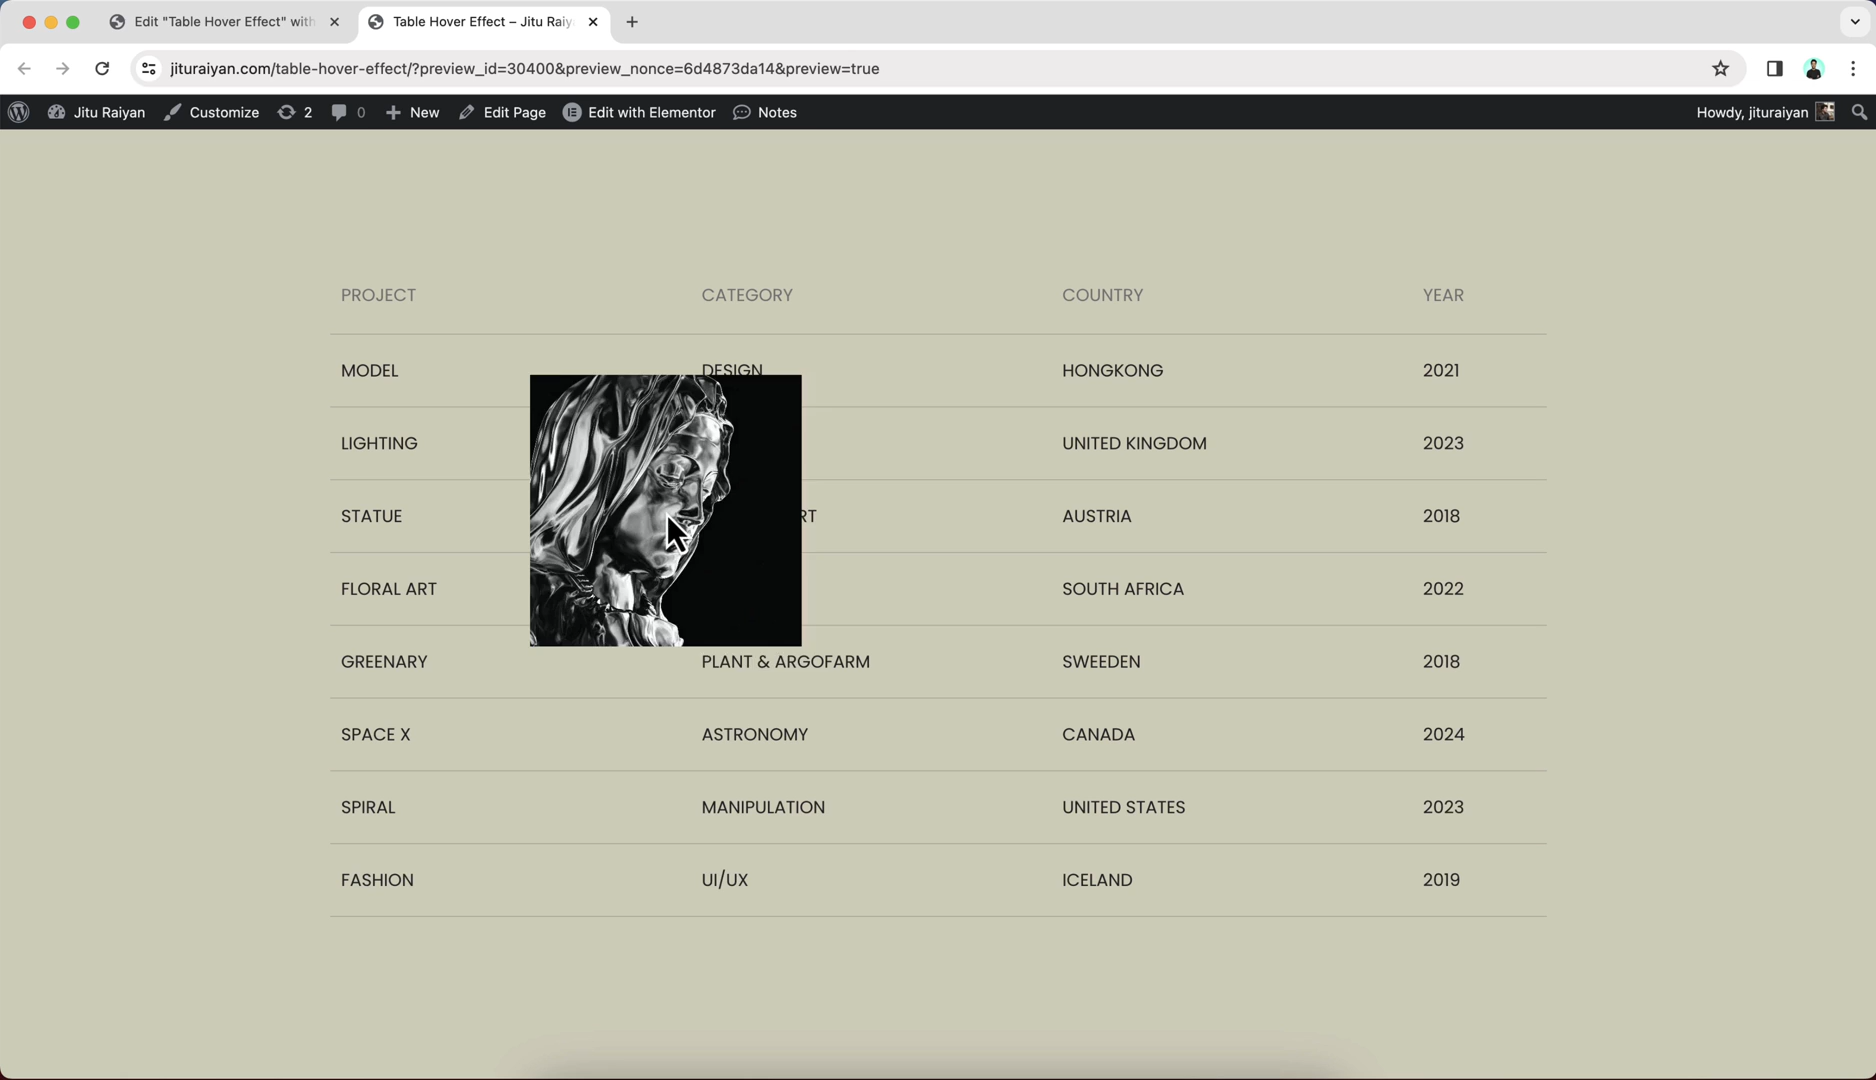 Edit "Table Hover Effect" with
Table Hover Effect – Jitu Raiy
jituraiyan.com/table-hover-effect/?preview_id=30400&preview_nonce=6d4873da14&preview=true
Jitu Raiyan Customize 2 0 New Edit Page Edit with Elementor Notes Howdy, jituraiyan
PROJECT CATEGORY COUNTRY YEAR
MODEL DESIGN HONGKONG 2021
LIGHTING UNITED KINGDOM 2023
STATUE RT AUSTRIA 2018
FLORAL ART SOUTH AFRICA 2022
GREENARY PLANT & ARGOFARM SWEEDEN 2018
SPACE X ASTRONOMY CANADA 2024
SPIRAL MANIPULATION UNITED STATES 2023
FASHION UI/UX ICELAND 2019